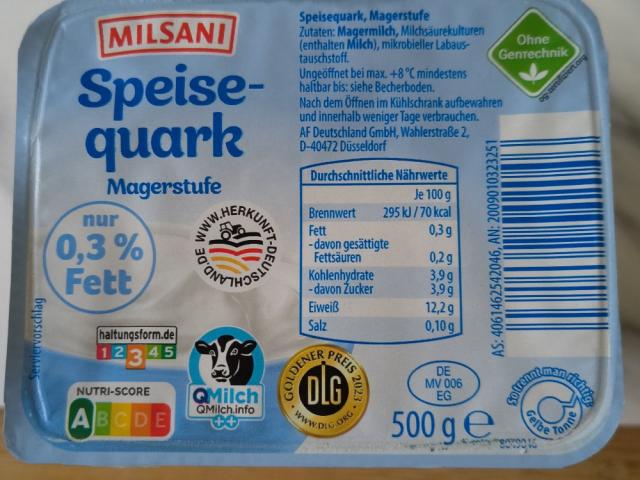 MILSANI
Speise-
quark
Magerstufe
nur
0,3 %
Fett
WWW.HERKUNFT-DEUTSCHLAND.DE
Serviervorschlag
haltungsform.de
1 2 3 4 5
NUTRI-SCORE
A B C D E
QMilch
QMilch.info
++
GOLDENER PREIS 2023
DLG
WWW.DLG.ORG
Speisequark, Magerstufe
Zutaten: Magermilch, Milchsäurekulturen
(enthalten Milch), mikrobieller Labaus-
tauschstoff.
Ungeöffnet bei max. +8 °C mindestens
haltbar bis: siehe Becherboden.
Nach dem Öffnen im Kühlschrank aufbewahren
und innerhalb weniger Tage verbrauchen.
AF Deutschland GmbH, Wahlerstraße 2,
D-40472 Düsseldorf
Durchschnittliche Nährwerte
Je 100 g
Brennwert 295 kJ / 70 kcal
Fett 0,3 g
- davon gesättigte
Fettsäuren 0,2 g
Kohlenhydrate 3,9 g
- davon Zucker 3,9 g
Eiweiß 12,2 g
Salz 0,10 g
DE
MV 006
EG
500 g e
Ohne
Gentechnik
AS: 4061462542046, AN: 2009010323251
So trennt man richtig
Gelbe Tonne